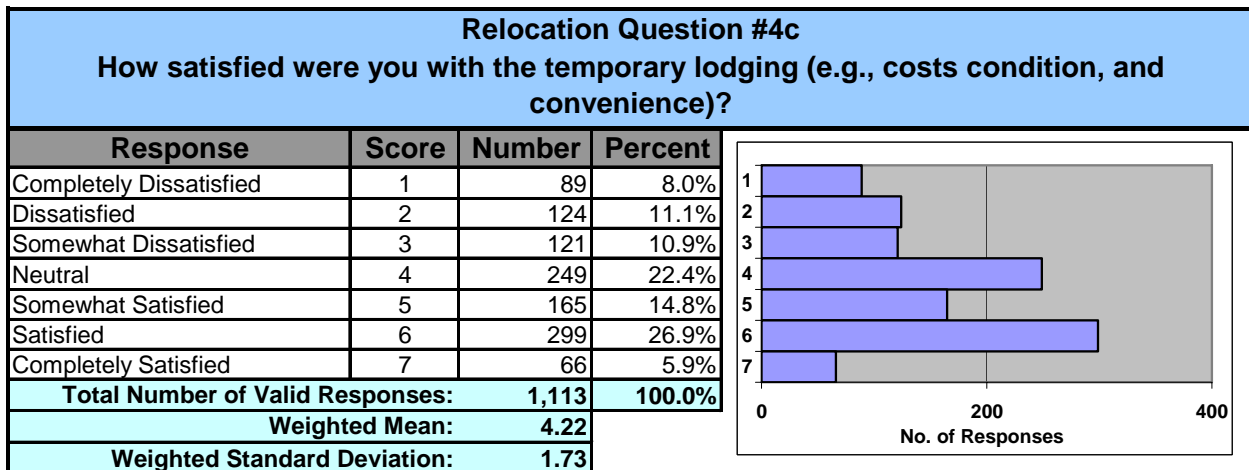 Relocation Question #4c
How satisfied were you with the temporary lodging (e.g., costs condition, and
convenience)?
Response Score Number Percent
Completely Dissatisfied 1 89 8.0%
Dissatisfied 2 124 11.1%
Somewhat Dissatisfied 3 121 10.9%
Neutral 4 249 22.4%
Somewhat Satisfied 5 165 14.8%
Satisfied 6 299 26.9%
Completely Satisfied 7 66 5.9%
Total Number of Valid Responses: 1,113 100.0%
Weighted Mean: 4.22
Weighted Standard Deviation: 1.73
1
2
3
4
5
6
7
0 200 400
No. of Responses